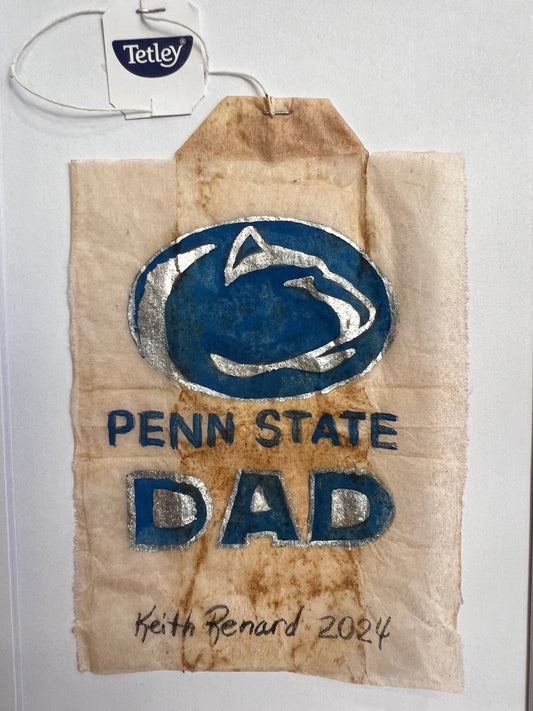 Tetley®
PENN STATE
DAD
Keith Renard 2024